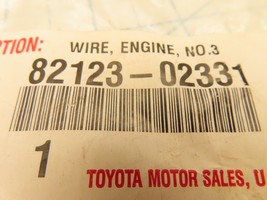 PTION: WIRE, ENGINE, NO.3
82123-02331
1
TOYOTA MOTOR SALES, U